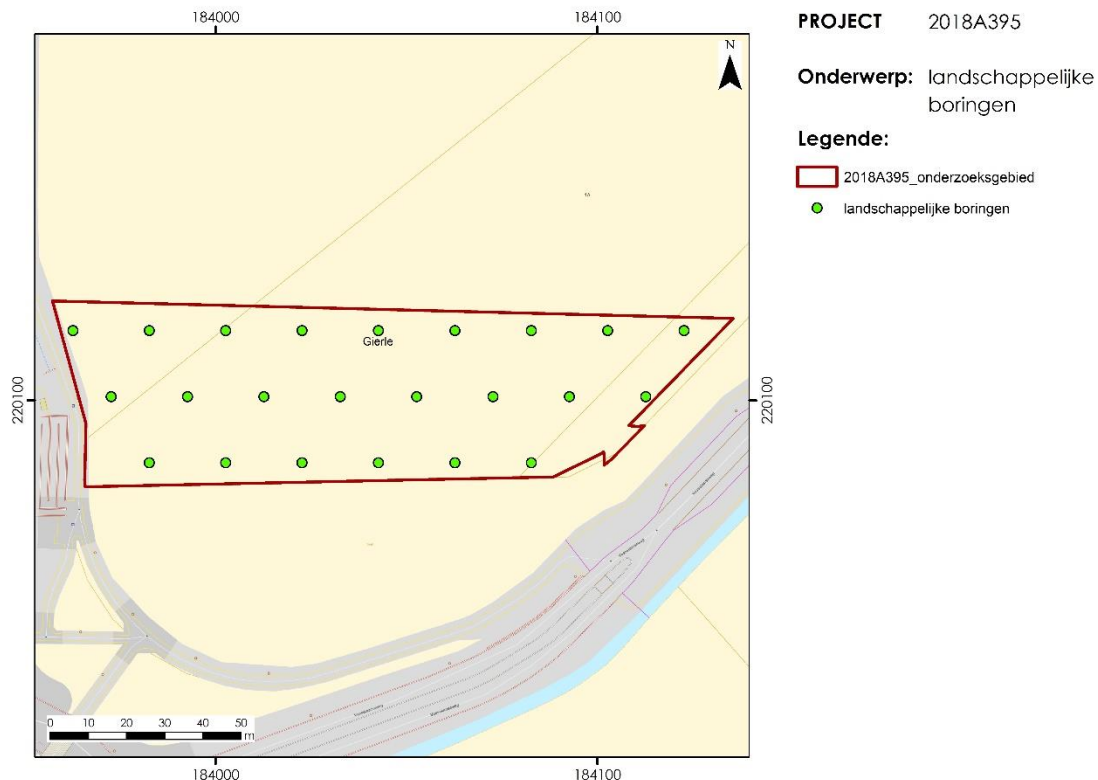 184000
184100
PROJECT 2018A395
N
Onderwerp: landschappelijke
boringen
Legende:
2018A395_onderzoeksgebied
landschappelijke boringen
Gierle
220100
220100
0 10 20 30 40 50
m
184000
184100